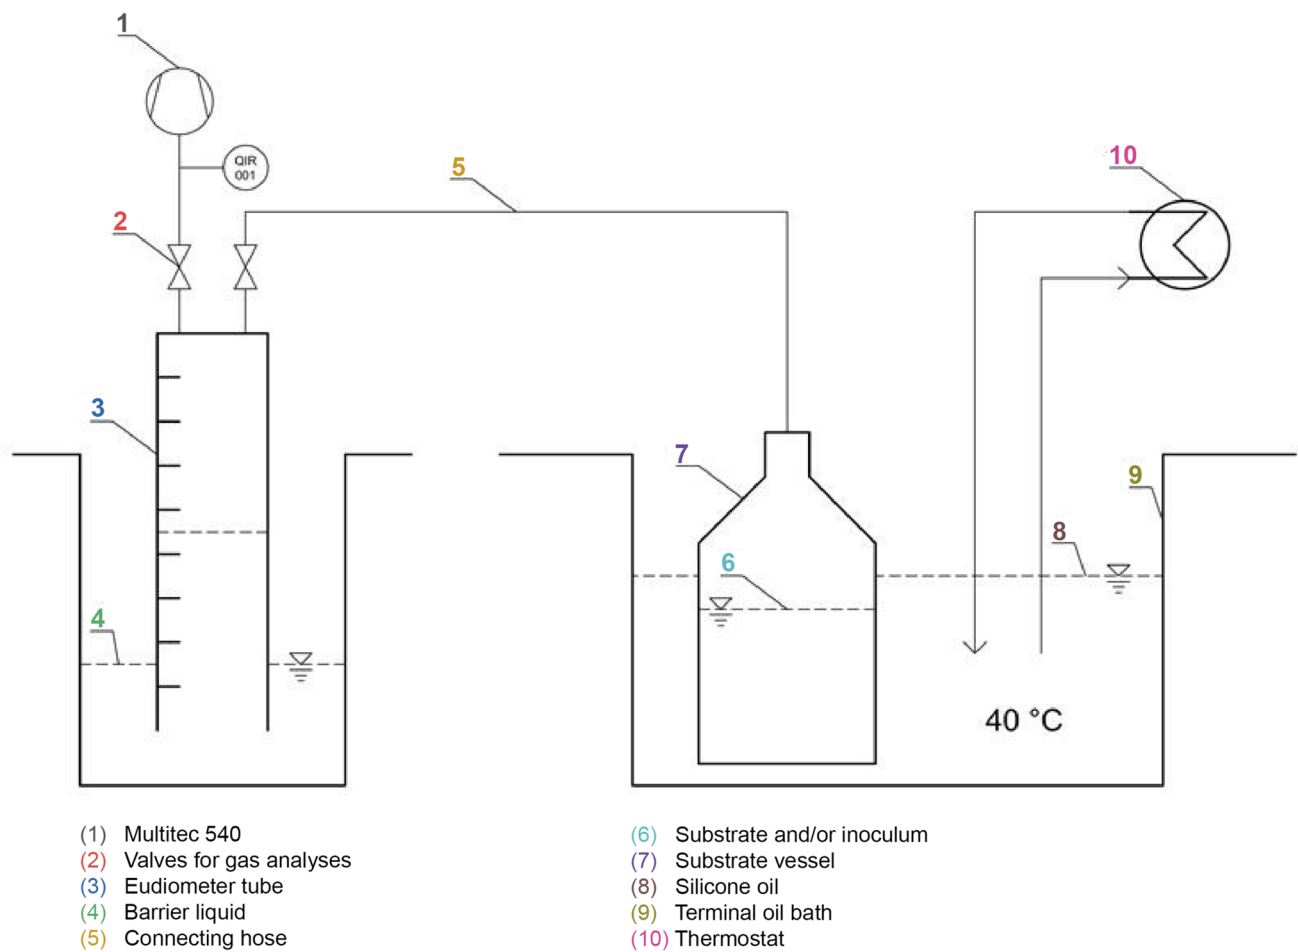 1
QIR
001
2
5
10
3
7
9
8
6
4
40 °C
(1) Multitec 540
(2) Valves for gas analyses
(3) Eudiometer tube
(4) Barrier liquid
(5) Connecting hose
(6) Substrate and/or inoculum
(7) Substrate vessel
(8) Silicone oil
(9) Terminal oil bath
(10) Thermostat